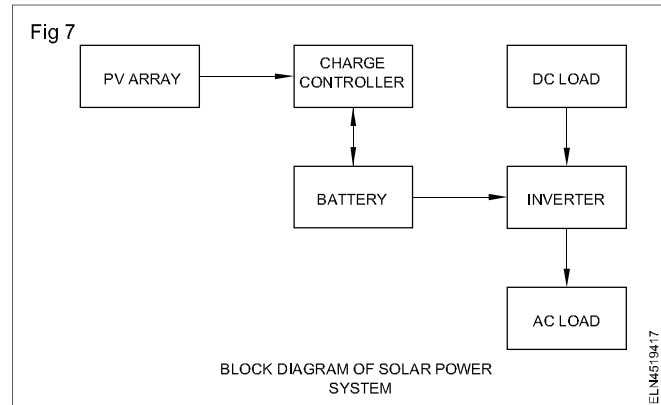 Fig 7
PV ARRAY
CHARGE
CONTROLLER
DC LOAD
BATTERY
INVERTER
AC LOAD
BLOCK DIAGRAM OF SOLAR POWER
SYSTEM
ELN4519417